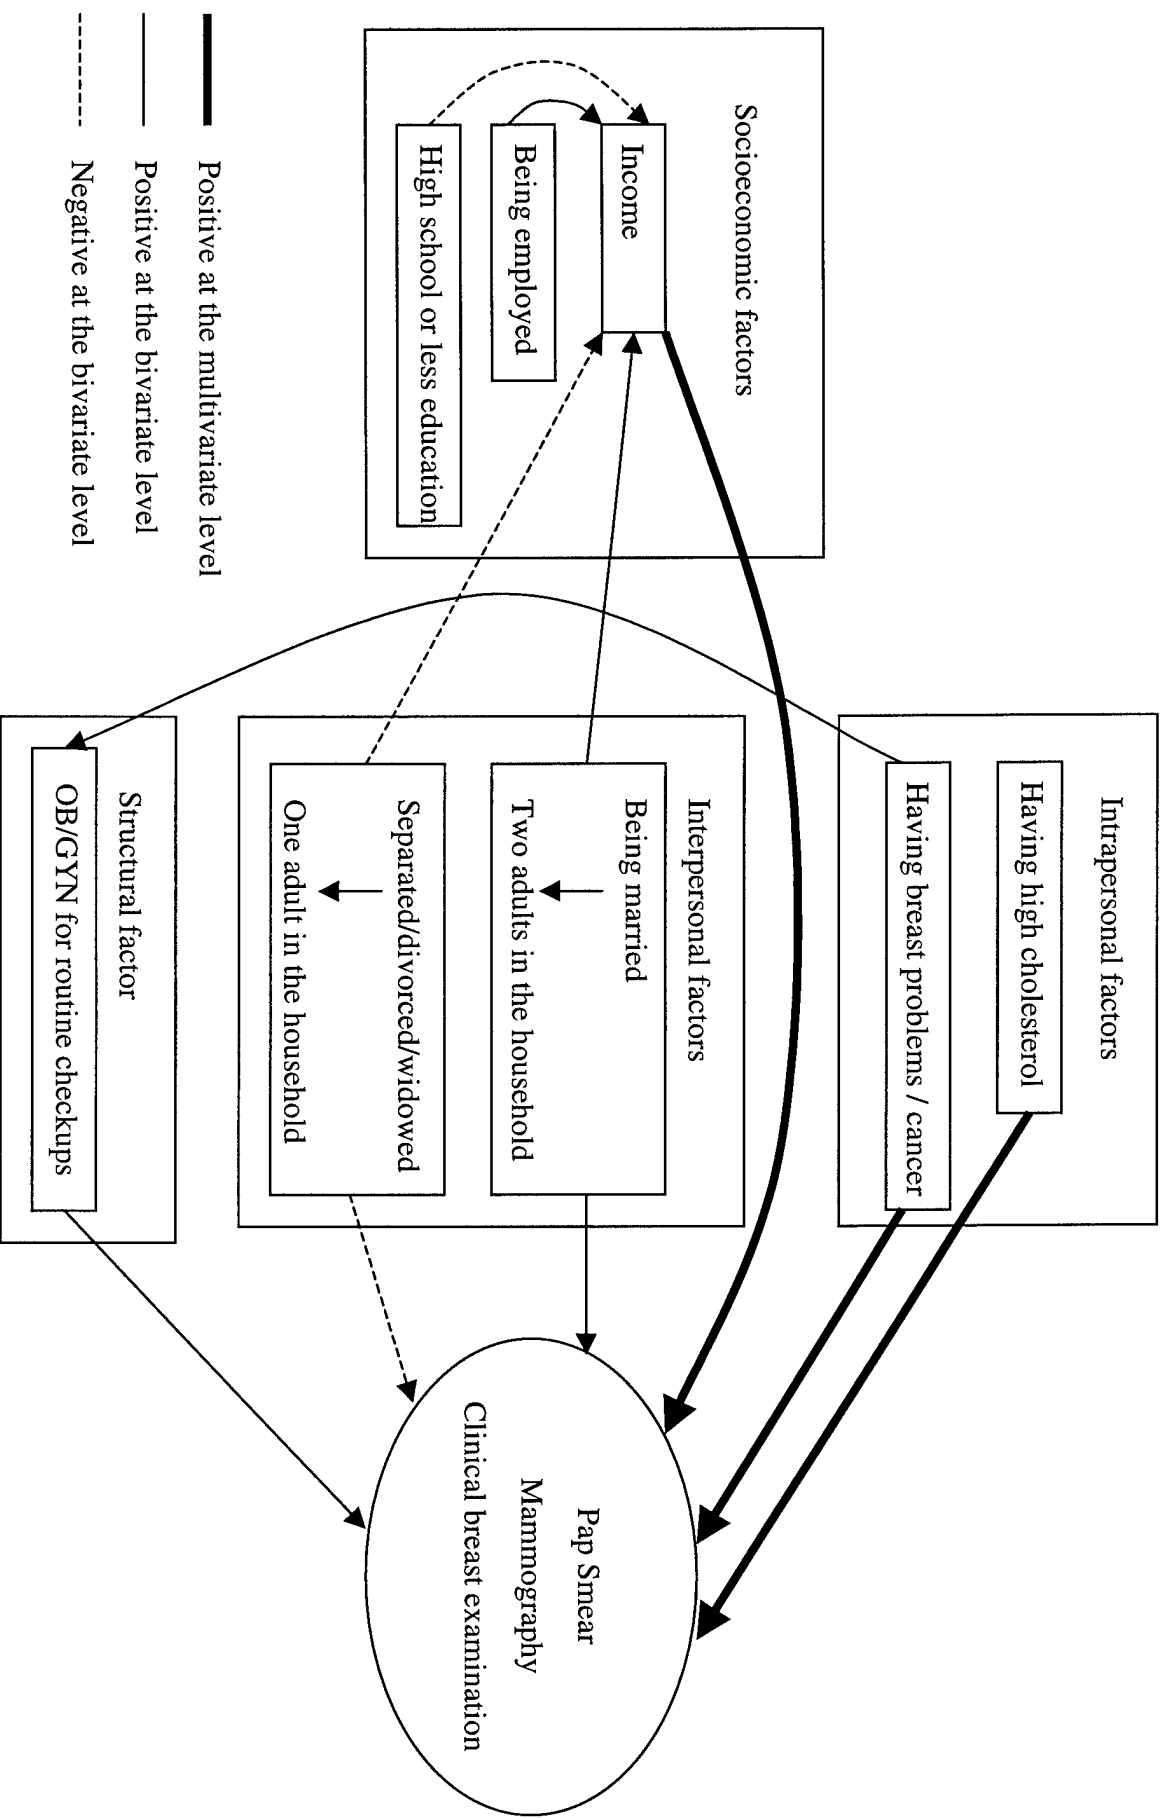 Intrapersonal factors
Having high cholesterol
Having breast problems / cancer
Socioeconomic factors
Income
Being employed
High school or less education
Interpersonal factors
Being married
Two adults in the household
Separated/divorced/widowed
One adult in the household
Pap Smear
Mammography
Clinical breast examination
Structural factor
OB/GYN for routine checkups
Positive at the multivariate level
Positive at the bivariate level
Negative at the bivariate level